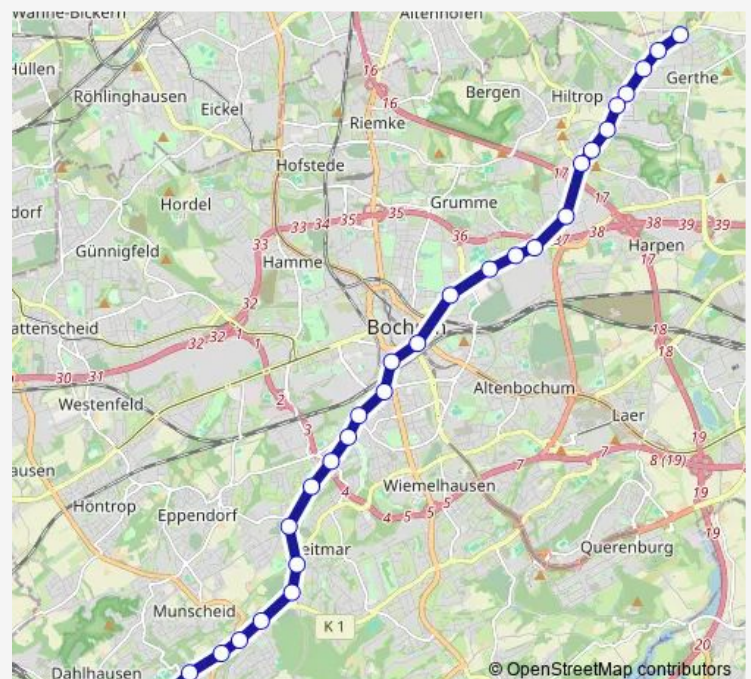 Wanne-Bickern
Altenhöfen
Hüllen
Röhlinghausen
Eickel
16
16
Bergen
Hiltrop
Gerthe
Riemke
Hofstede
17
17
dorf
Hordel
Grumme
33 34 35
35
36
37
38
38
39
39
Günnigfeld
33
Hamme
Harpen
17
32
attenscheid
32
32
1
1
Bochum
18
18
30
31
Westenfeld
2
Altenbochum
3
Laer
19
8 (19)
7
7
ausen
4
4
5
5
5
Wiemelhausen
19
Höntrop
Eppendorf
19
eitmar
Querenburg
Munscheid
K 1
20
Dahlhausen
© OpenStreetMap contributors